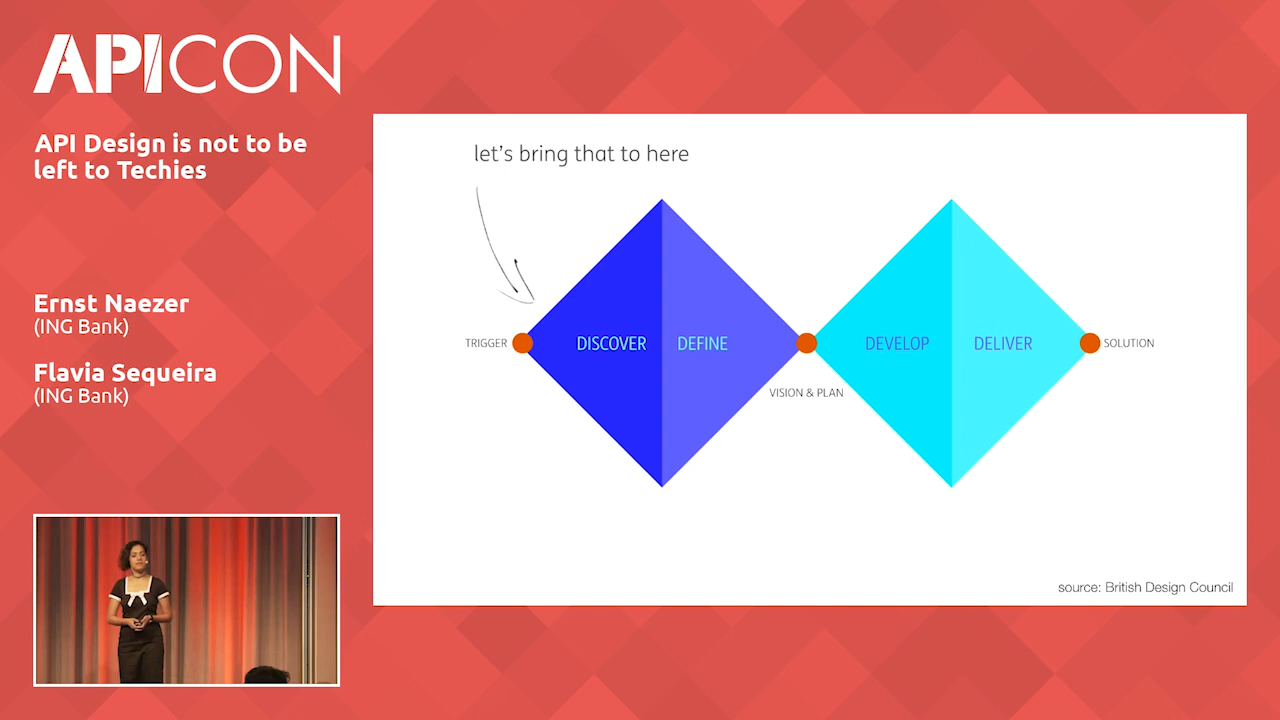 APICON
API Design is not to be
left to Techies
Ernst Naezer
(ING Bank)
Flavia Sequeira
(ING Bank)
let's bring that to here
TRIGGER
DISCOVER
DEFINE
VISION & PLAN
DEVELOP
DELIVER
SOLUTION
source: British Design Council